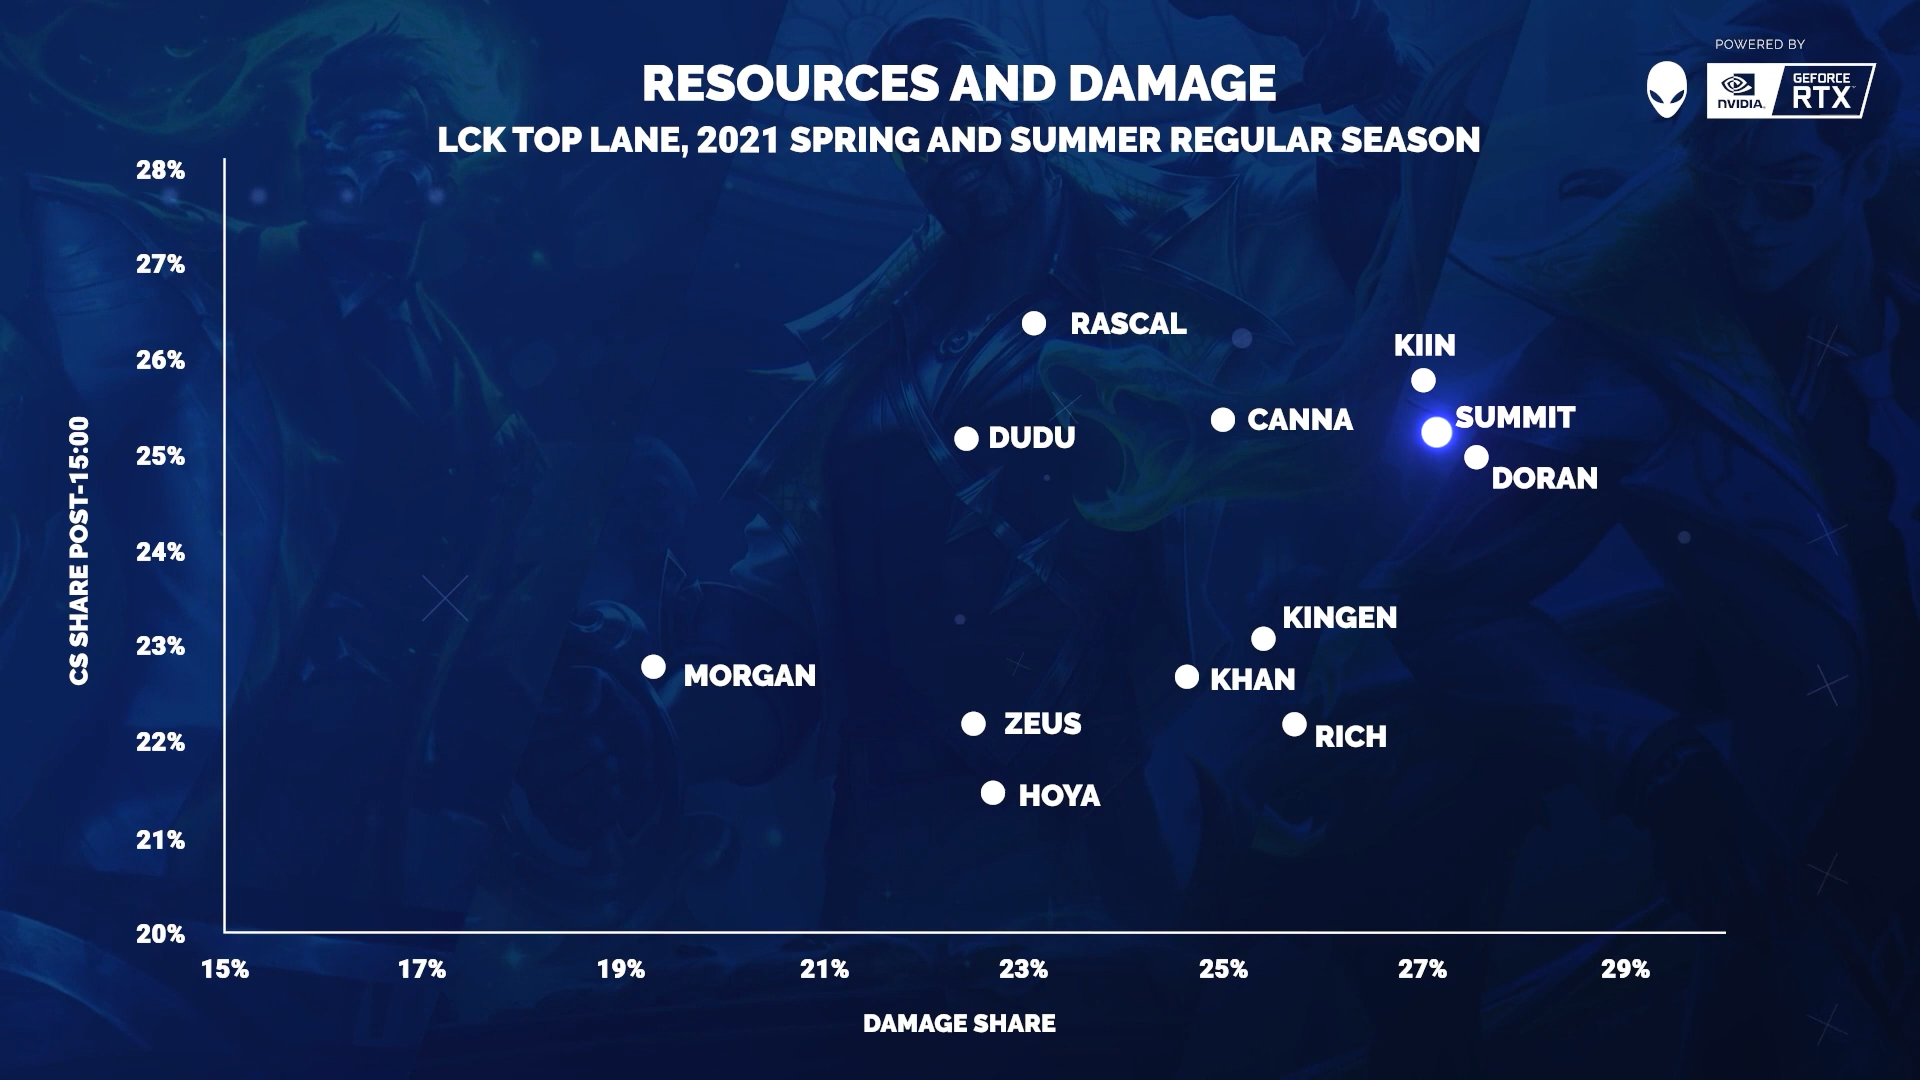 POWERED BY
NVIDIA.
GEFORCE
RTX
RESOURCES AND DAMAGE
LCK TOP LANE, 2021 SPRING AND SUMMER REGULAR SEASON
28%
27%
26%
25%
24%
23%
22%
21%
20%
CS SHARE POST-15:00
RASCAL
KIIN
SUMMIT
CANNA
DUDU
DORAN
KINGEN
MORGAN
KHAN
ZEUS
RICH
HOYA
15%
17%
19%
21%
23%
25%
27%
29%
DAMAGE SHARE